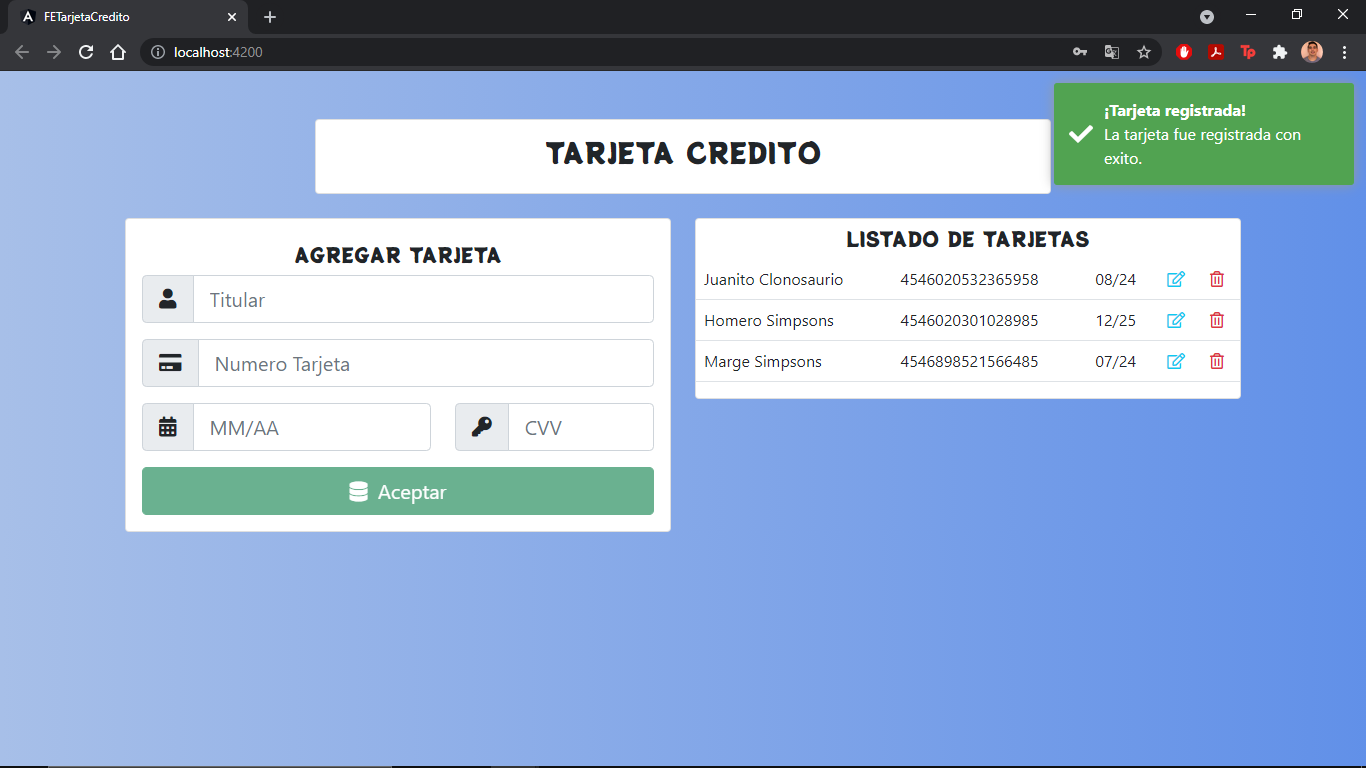 FETarjetaCredito
localhost:4200
¡Tarjeta registrada!
La tarjeta fue registrada con
exito.
TARJETA CREDITO
AGREGAR TARJETA
Titular
Numero Tarjeta
MM/AA CVV
Aceptar
LISTADO DE TARJETAS
Juanito Clonosaurio 4546020532365958 08/24
Homero Simpsons 4546020301028985 12/25
Marge Simpsons 4546898521566485 07/24